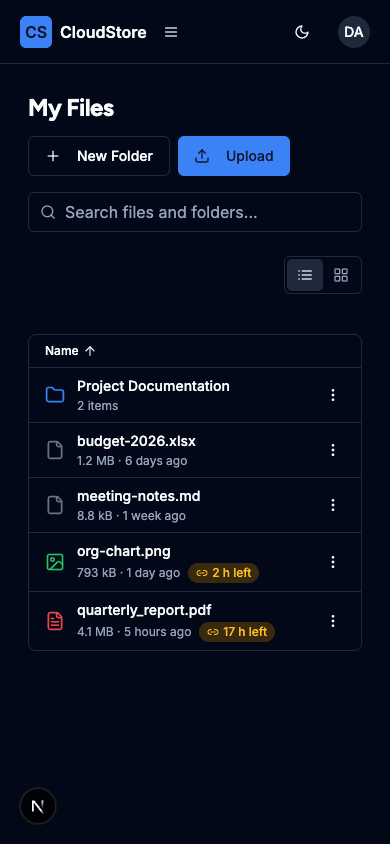 CS CloudStore DA
My Files
New Folder Upload
Search files and folders...
Name
Project Documentation
2 items
budget-2026.xlsx
1.2 MB · 6 days ago
meeting-notes.md
8.8 kB · 1 week ago
org-chart.png
793 kB · 1 day ago 2 h left
quarterly_report.pdf
4.1 MB · 5 hours ago 17 h left
N